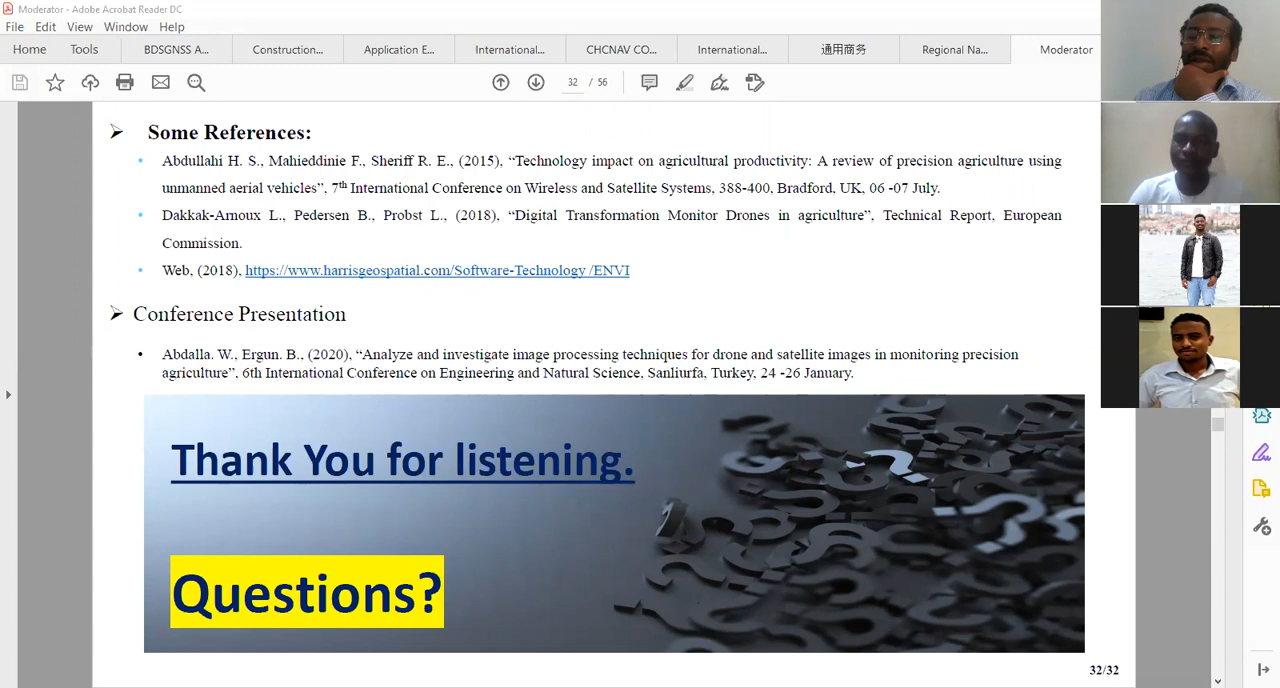 Moderator - Adobe Acrobat Reader DC
File Edit View Window Help
Home Tools BDSGNSS A... Construction... Application E... International... CHCNAV CO... International... 通用商务 Regional Na... Moderator
32 / 56
➢ Some References:
• Abdullahi H. S., Mahieddinie F., Sheriff R. E., (2015), “Technology impact on agricultural productivity: A review of precision agriculture using
unmanned aerial vehicles”, 7th International Conference on Wireless and Satellite Systems, 388-400, Bradford, UK, 06 -07 July.
• Dakkak-Arnoux L., Pedersen B., Probst L., (2018), “Digital Transformation Monitor Drones in agriculture”, Technical Report, European
Commission.
• Web, (2018), https://www.harrisgeospatial.com/Software-Technology /ENVI
➢ Conference Presentation
• Abdalla. W., Ergun. B., (2020), “Analyze and investigate image processing techniques for drone and satellite images in monitoring precision
agriculture”, 6th International Conference on Engineering and Natural Science, Sanliurfa, Turkey, 24 -26 January.
Thank You for listening.
Questions?
32/32